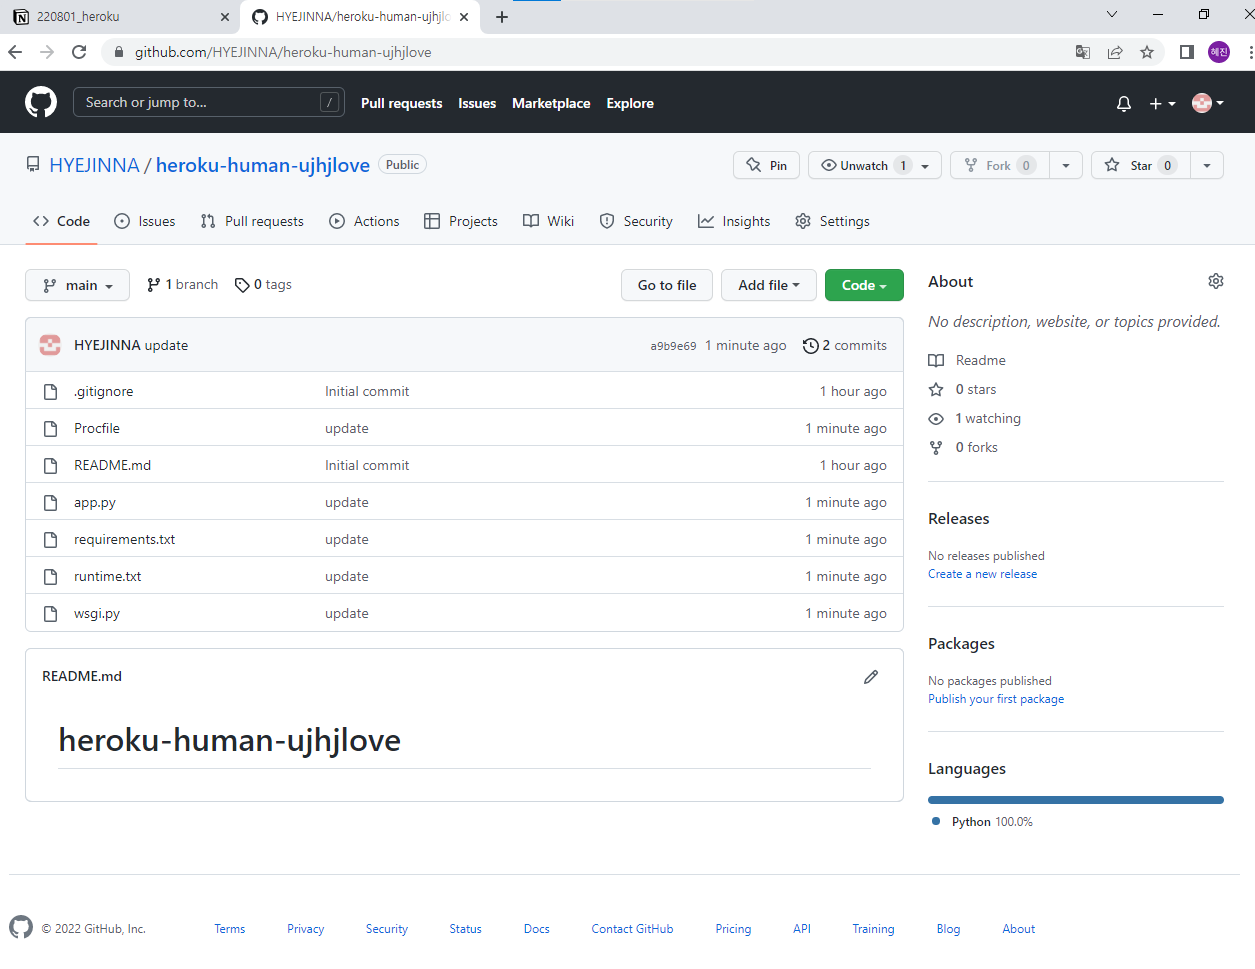 220801_heroku
HYEJINNA/heroku-human-ujhjlo
github.com/HYEJINNA/heroku-human-ujhjlove
혜진
Search or jump to...
/
Pull requests Issues Marketplace Explore
HYEJINNA / heroku-human-ujhjlove Public
Pin
Unwatch 1
Fork 0
Star 0
Code Issues Pull requests Actions Projects Wiki Security Insights Settings
main 1 branch 0 tags
Go to file Add file Code
HYEJINNA update a9b9e69 1 minute ago 2 commits
.gitignore Initial commit 1 hour ago
Procfile update 1 minute ago
README.md Initial commit 1 hour ago
app.py update 1 minute ago
requirements.txt update 1 minute ago
runtime.txt update 1 minute ago
wsgi.py update 1 minute ago
README.md
heroku-human-ujhjlove
About
No description, website, or topics provided.
Readme
0 stars
1 watching
0 forks
Releases
No releases published
Create a new release
Packages
No packages published
Publish your first package
Languages
Python 100.0%
© 2022 GitHub, Inc. Terms Privacy Security Status Docs Contact GitHub Pricing API Training Blog About